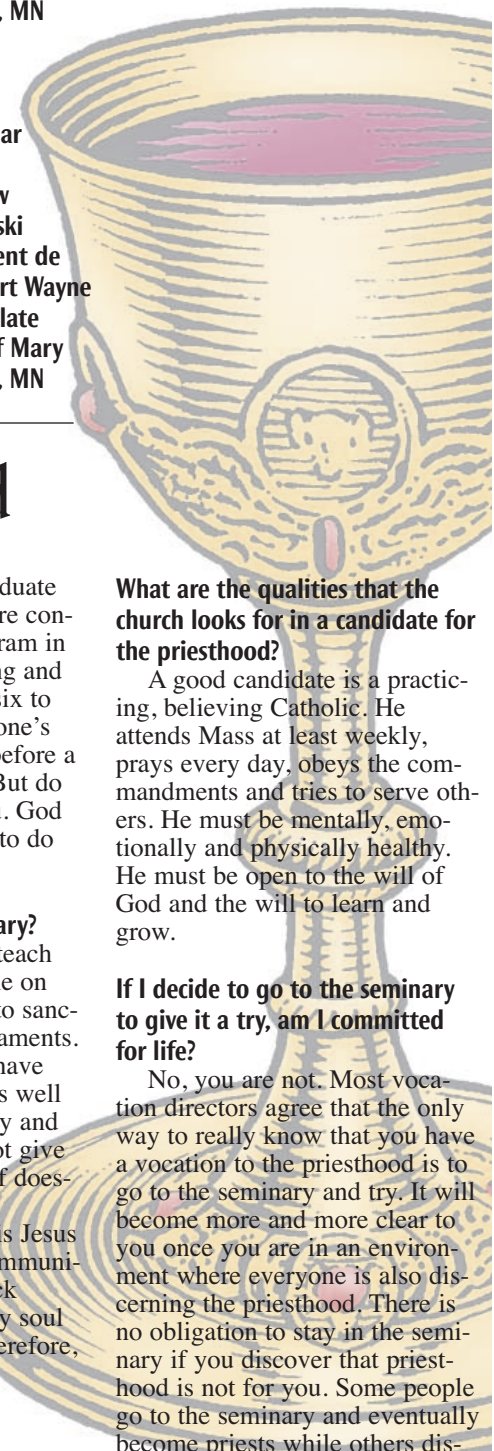 , MN
ar
w
ski
ent de
rt Wayne
late
f Mary
, MN
d
duate
re con-
ram in
ng and
six to
one's
before a
But do
. God
to do
ary?
teach
e on
to sanc-
aments.
have
s well
y and
ot give
f does-
is Jesus
mmuni-
ek
y soul
erefore,
What are the qualities that the
church looks for in a candidate for
the priesthood?
A good candidate is a practic-
ing, believing Catholic. He
attends Mass at least weekly,
prays every day, obeys the com-
mandments and tries to serve oth-
ers. He must be mentally, emo-
tionally and physically healthy.
He must be open to the will of
God and the will to learn and
grow.
If I decide to go to the seminary
to give it a try, am I committed
for life?
No, you are not. Most voca-
tion directors agree that the only
way to really know that you have
a vocation to the priesthood is to
go to the seminary and try. It will
become more and more clear to
you once you are in an environ-
ment where everyone is also dis-
cerning the priesthood. There is
no obligation to stay in the semi-
nary if you discover that priest-
hood is not for you. Some people
go to the seminary and eventually
become priests while others dis-